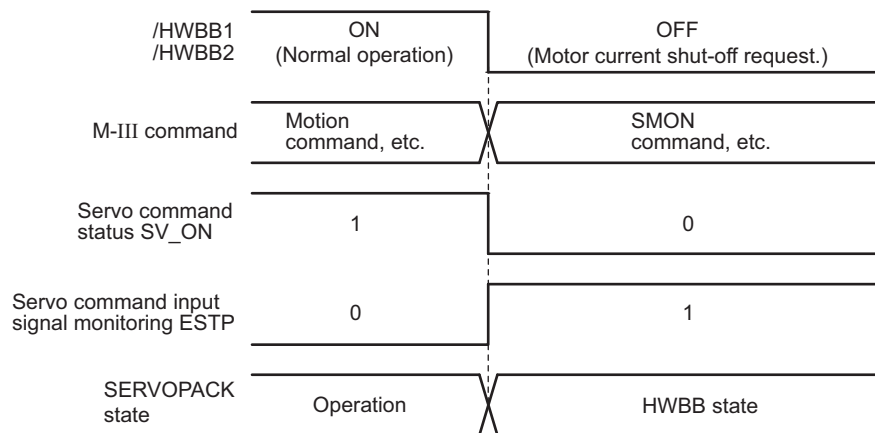 /HWBB1
/HWBB2
ON
(Normal operation)
OFF
(Motor current shut-off request.)
M-III command
Motion
command, etc.
SMON
command, etc.
Servo command
status SV_ON
1
0
Servo command input
signal monitoring ESTP
0
1
SERVOPACK
state
Operation
HWBB state